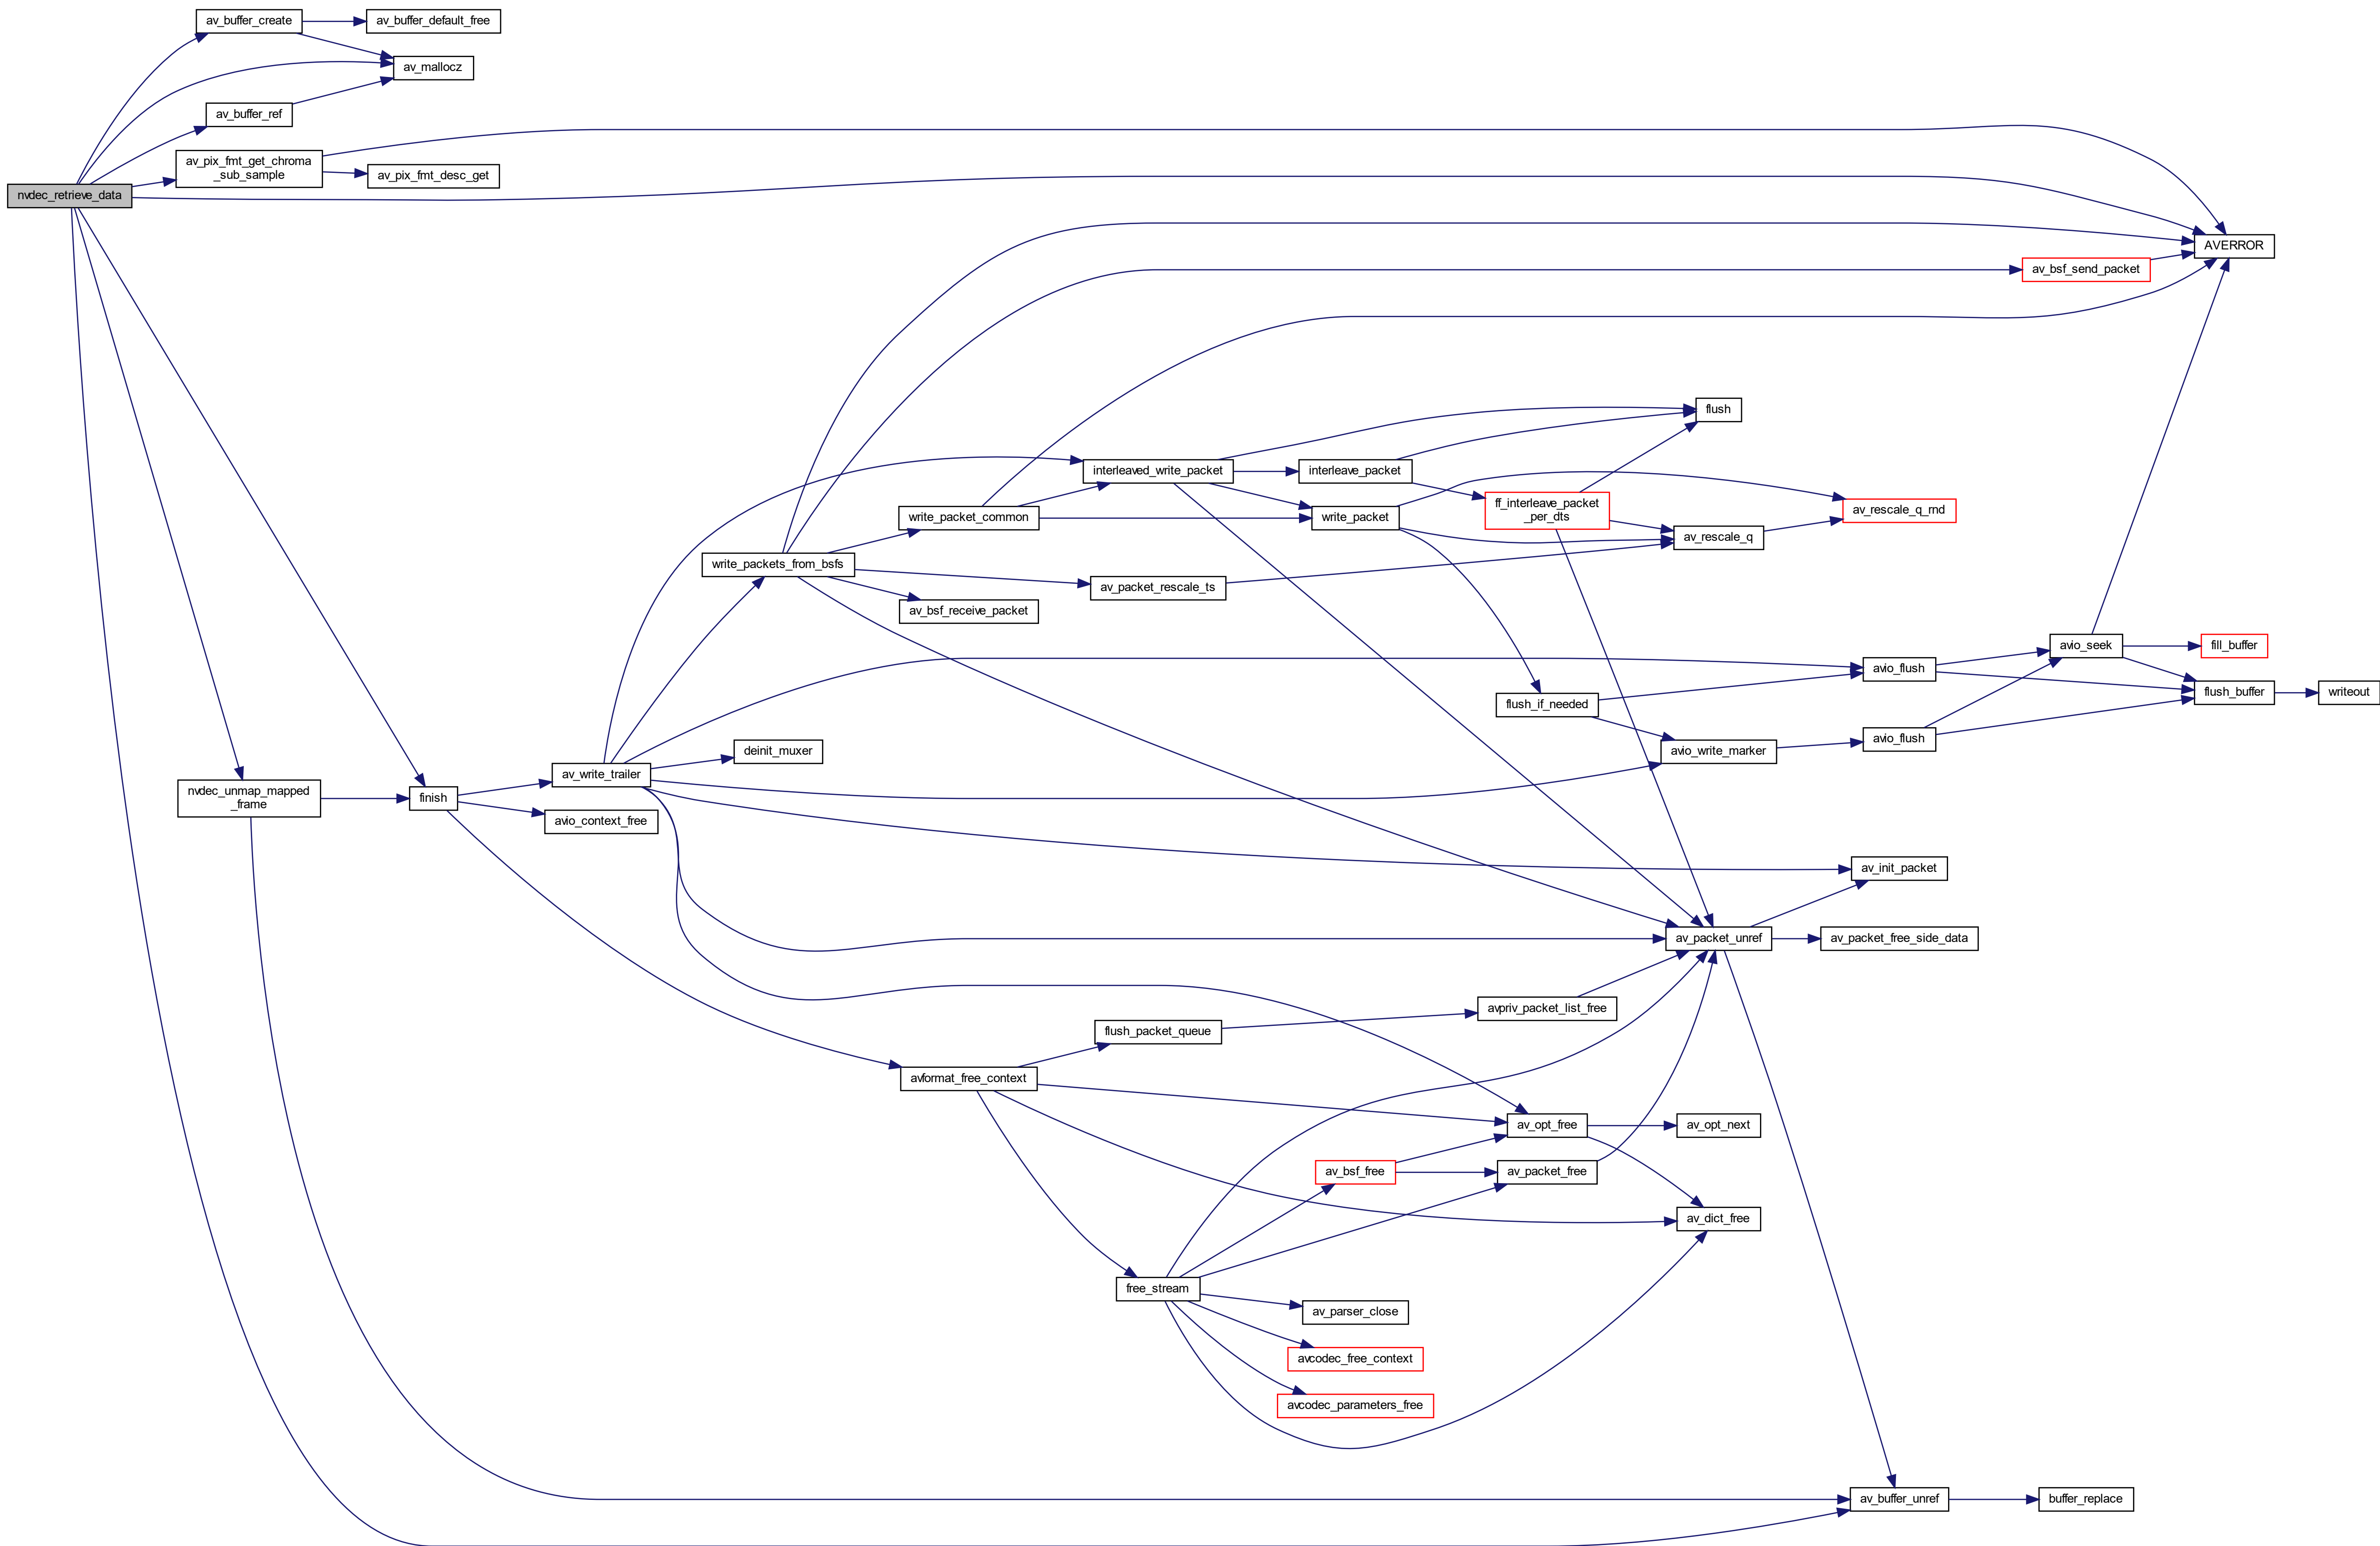 av_buffer_create
av_buffer_default_free
av_mallocz
av_buffer_ref
av_pix_fmt_get_chroma
_sub_sample
av_pix_fmt_desc_get
nvdec_retrieve_data
AVERROR
av_bsf_send_packet
flush
interleaved_write_packet
interleave_packet
write_packet_common
write_packet
ff_interleave_packet
_per_dts
av_rescale_q_rnd
av_rescale_q
write_packets_from_bsfs
av_packet_rescale_ts
av_bsf_receive_packet
avio_seek
fill_buffer
avio_flush
flush_buffer
writeout
flush_if_needed
avio_write_marker
avio_flush
deinit_muxer
av_write_trailer
nvdec_unmap_mapped
_frame
finish
avio_context_free
av_init_packet
av_packet_unref
av_packet_free_side_data
avpriv_packet_list_free
flush_packet_queue
avformat_free_context
av_opt_free
av_opt_next
av_bsf_free
av_packet_free
av_dict_free
free_stream
av_parser_close
avcodec_free_context
avcodec_parameters_free
av_buffer_unref
buffer_replace